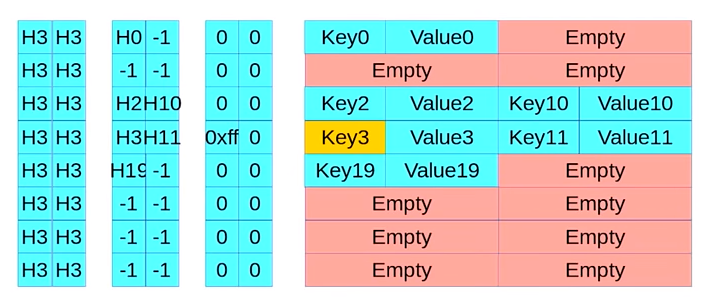 H3 H3 H0 -1 0 0 Key0 Value0 Empty
H3 H3 -1 -1 0 0 Empty Empty
H3 H3 H2 H10 0 0 Key2 Value2 Key10 Value10
H3 H3 H3 H11 0xff 0 Key3 Value3 Key11 Value11
H3 H3 H19 -1 0 0 Key19 Value19 Empty
H3 H3 -1 -1 0 0 Empty Empty
H3 H3 -1 -1 0 0 Empty Empty
H3 H3 -1 -1 0 0 Empty Empty